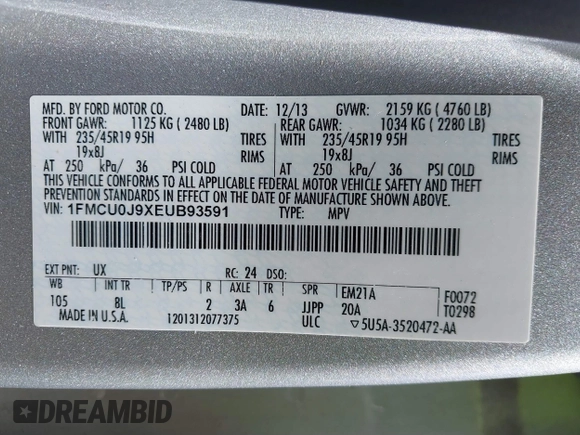 MFD. BY FORD MOTOR CO. DATE: 12/13 GVWR: 2159 KG ( 4760 LB)
FRONT GAWR: 1125 KG ( 2480 LB) REAR GAWR: 1034 KG ( 2280 LB)
WITH 235/45R19 95H TIRES WITH 235/45R19 95H TIRES
19x8J RIMS 19x8J RIMS
AT 250 kPa/ 36 PSI COLD AT 250 kPa/ 36 PSI COLD
THIS VEHICLE CONFORMS TO ALL APPLICABLE FEDERAL MOTOR VEHICLE SAFETY AND THEFT
PREVENTION STANDARDS IN EFFECT ON THE DATE OF MANUFACTURE SHOWN ABOVE.
VIN: 1FMCU0J9XEUB93591 TYPE: MPV
EXT PNT: UX RC: 24 DSO:
WB INT TR TP/PS R AXLE TR SPR EM21A F0072
105 8L 2 3A 6 JJPP 20A T0298
MADE IN U.S.A. 1201312077375 ULC ▽5U5A-3520472-AA
DREAMBID